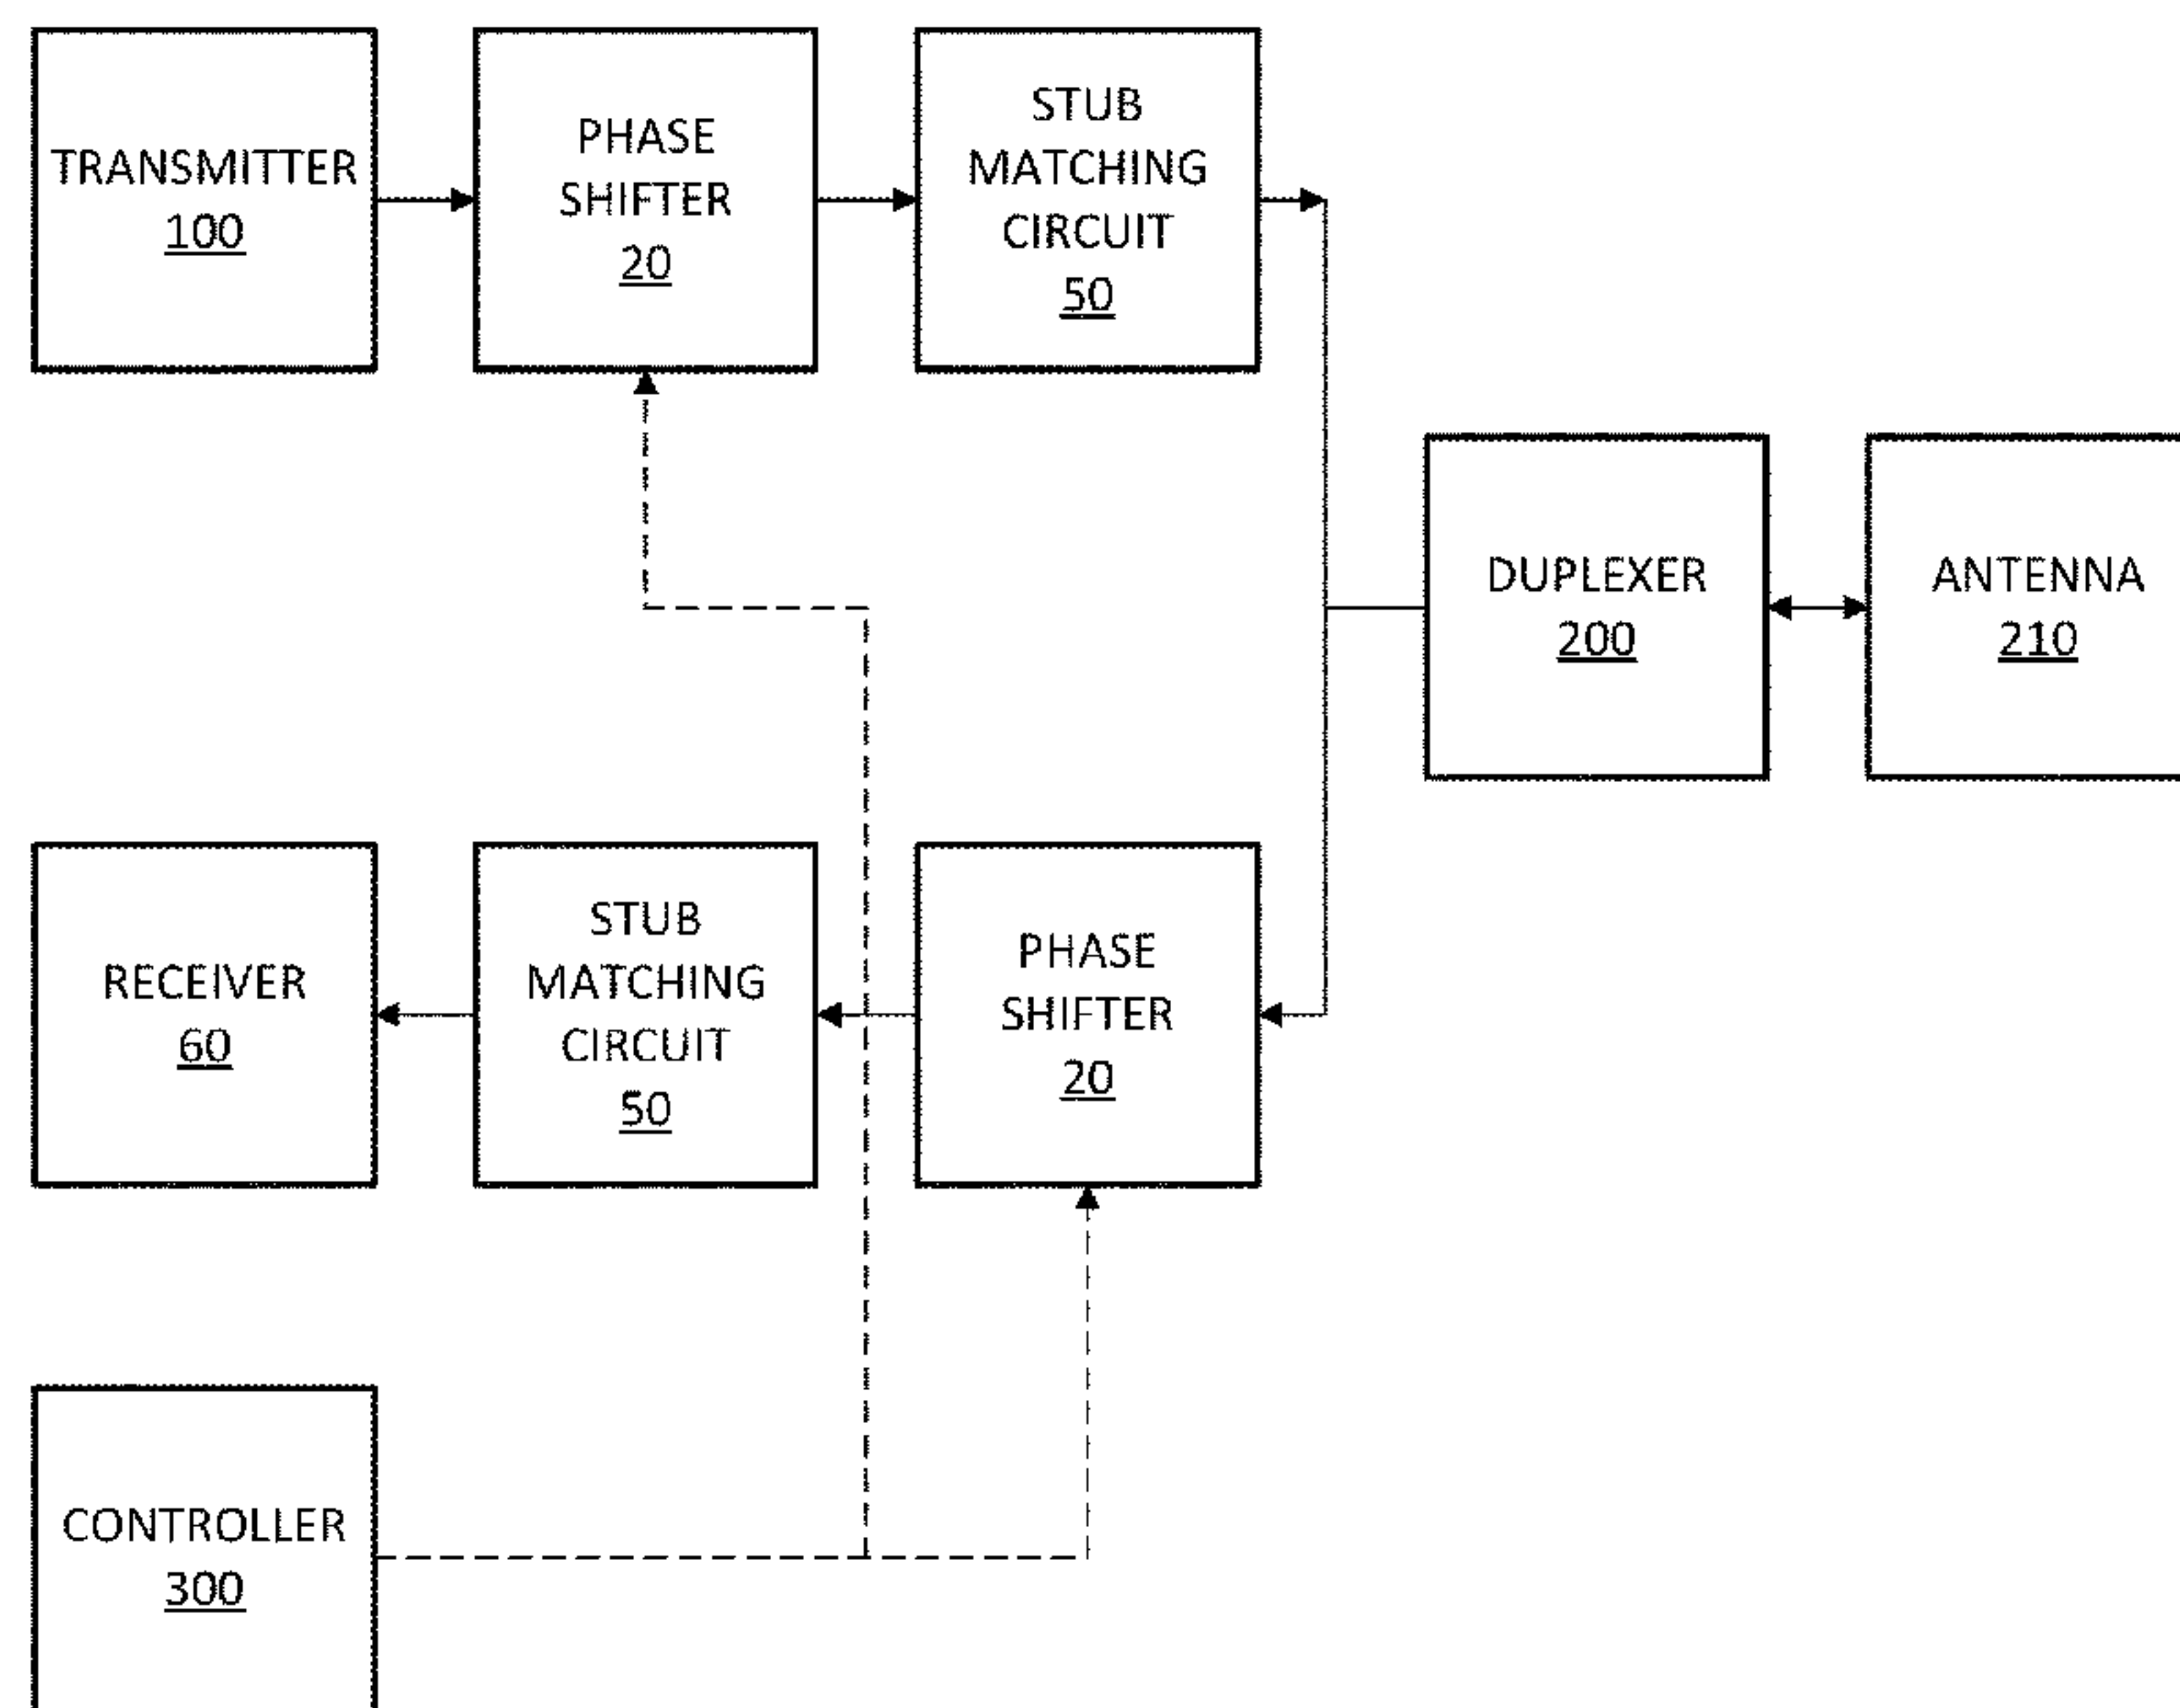 TRANSMITTER
100
PHASE
SHIFTER
20
STUB
MATCHING
CIRCUIT
50
DUPLEXER
200
ANTENNA
210
RECEIVER
60
STUB
MATCHING
CIRCUIT
50
PHASE
SHIFTER
20
CONTROLLER
300